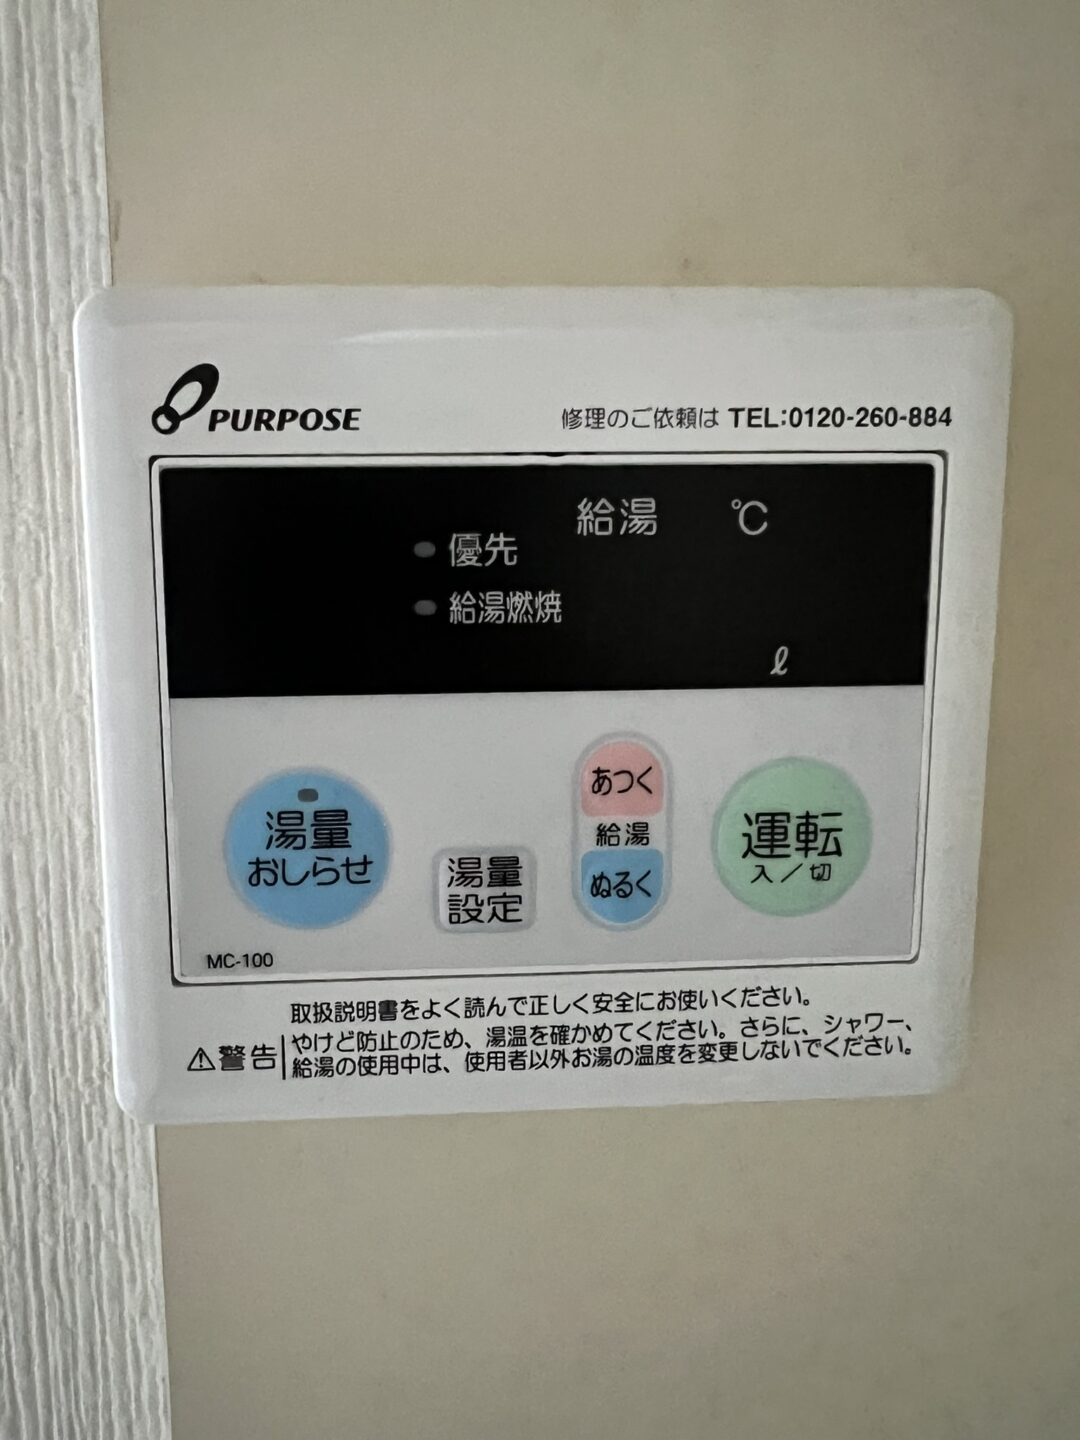 PURPOSE
修理のご依頼は TEL:0120-260-884
給湯 ℃
優先
給湯燃焼
ℓ
湯量
おしらせ
湯量
設定
あつく
給湯
ぬるく
運転
入/切
MC-100
取扱説明書をよく読んで正しく安全にお使いください。
⚠警告
やけど防止のため、湯温を確かめてください。さらに、シャワー、
給湯の使用中は、使用者以外お湯の温度を変更しないでください。